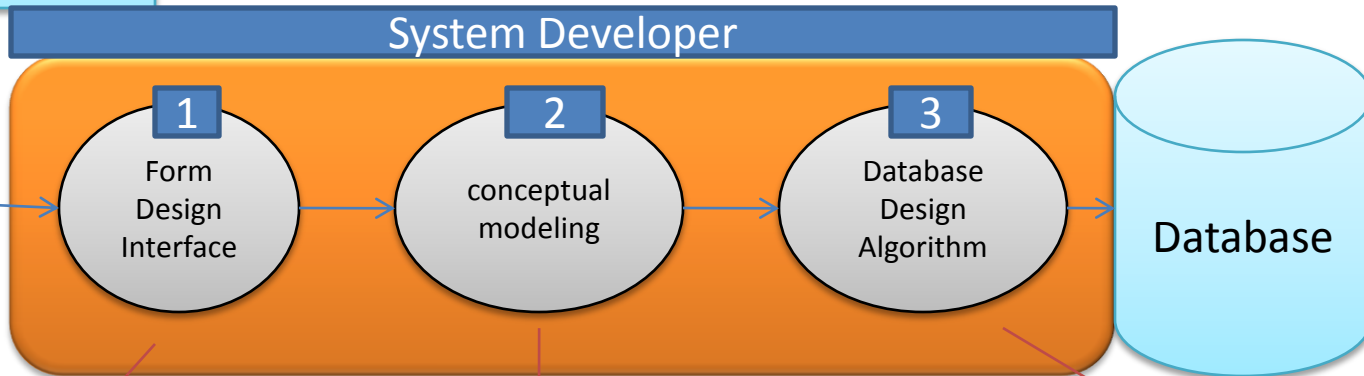 System Developer
1
Form
Design
Interface
2
conceptual
modeling
3
Database
Design
Algorithm
Database